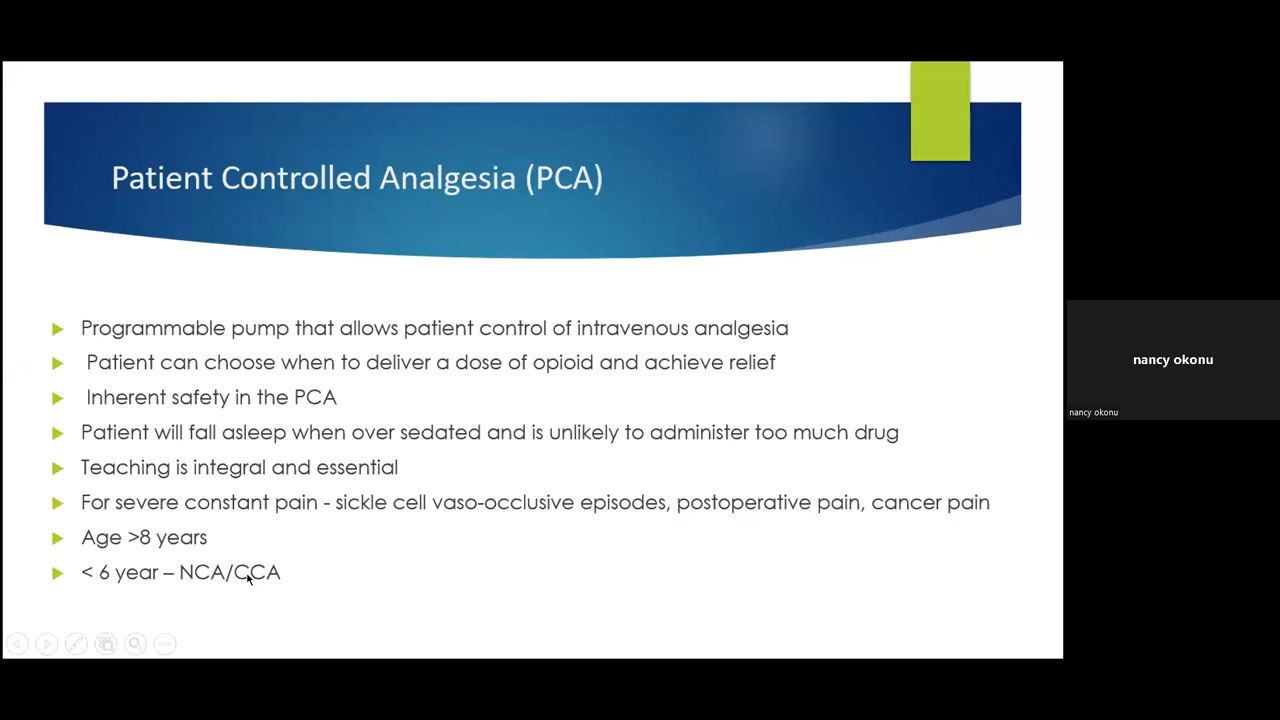 Patient Controlled Analgesia (PCA)
Programmable pump that allows patient control of intravenous analgesia
Patient can choose when to deliver a dose of opioid and achieve relief
Inherent safety in the PCA
Patient will fall asleep when over sedated and is unlikely to administer too much drug
Teaching is integral and essential
For severe constant pain - sickle cell vaso-occlusive episodes, postoperative pain, cancer pain
Age >8 years
< 6 year – NCA/CCA
nancy okonu
nancy okonu